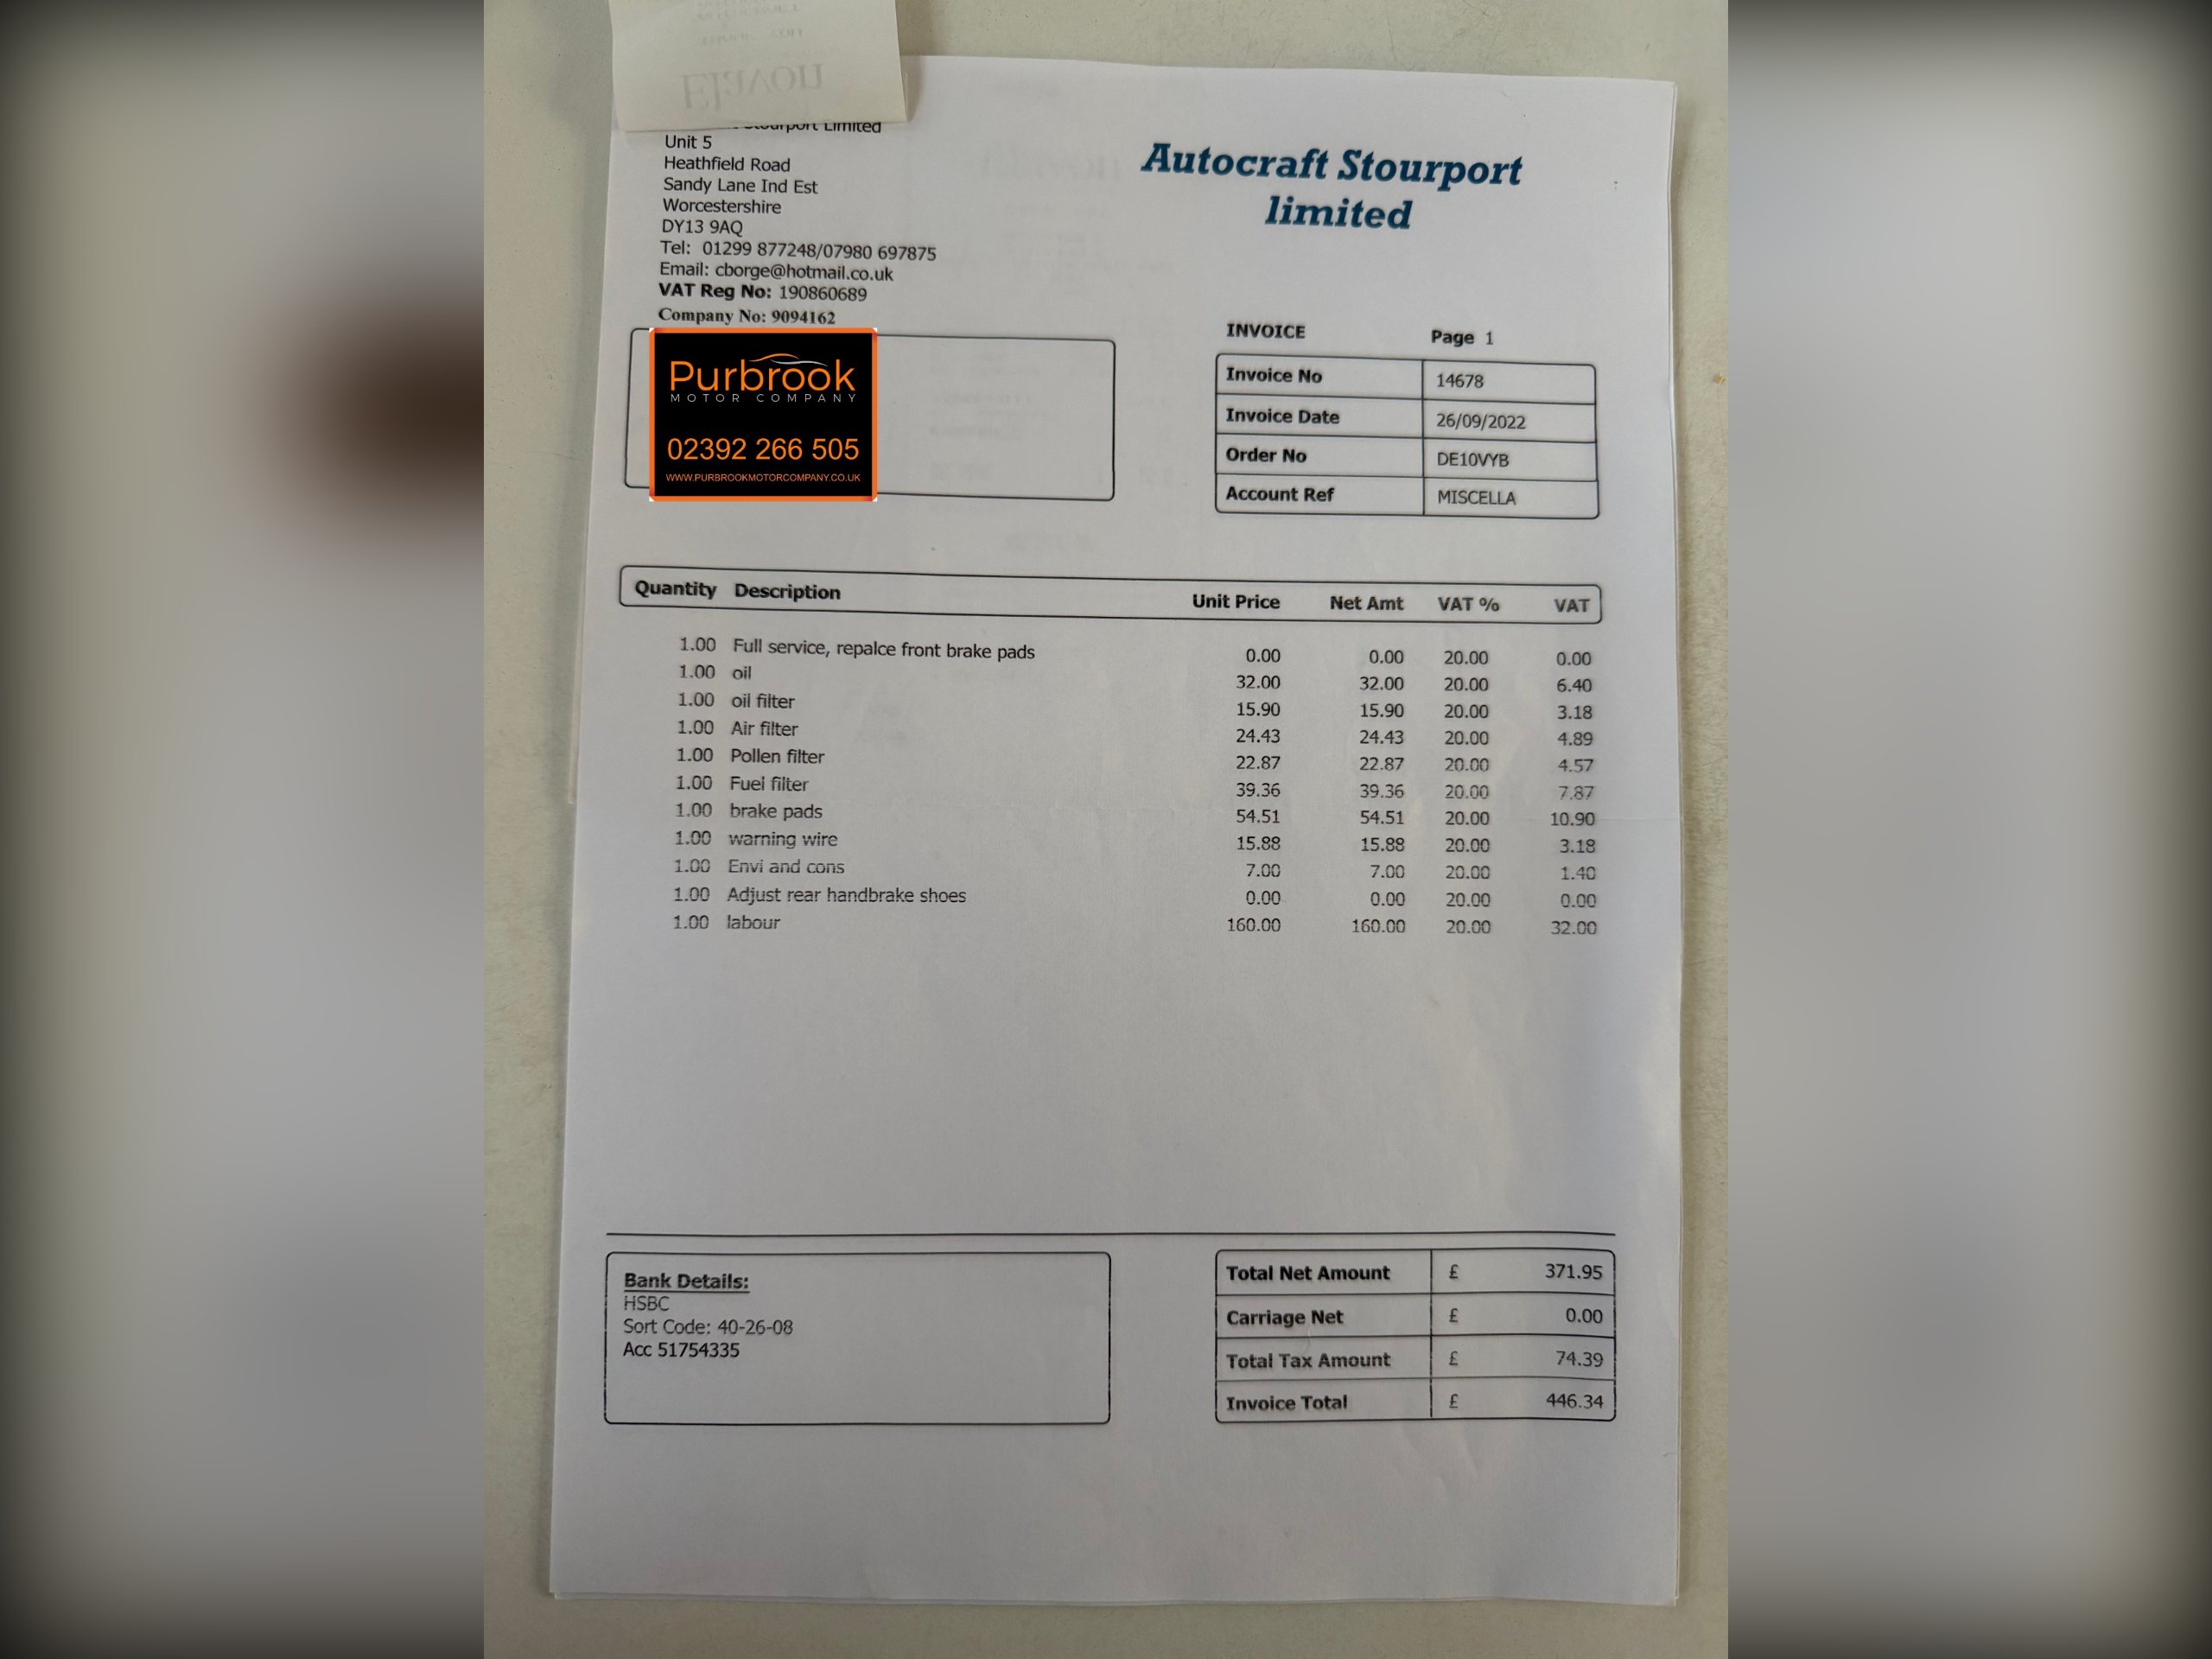 Elavon
Stourport Limited
Unit 5
Heathfield Road
Sandy Lane Ind Est
Worcestershire
DY13 9AQ
Tel: 01299 877248/07980 697875
Email: cborge@hotmail.co.uk
VAT Reg No: 190860689
Company No: 9094162
Autocraft Stourport
limited
Purbrook
MOTOR COMPANY
02392 266 505
WWW.PURBROOKMOTORCOMPANY.CO.UK
INVOICE Page 1
Invoice No 14678
Invoice Date 26/09/2022
Order No DE10VYB
Account Ref MISCELLA
Quantity Description Unit Price Net Amt VAT % VAT
1.00 Full service, repalce front brake pads 0.00 0.00 20.00 0.00
1.00 oil 32.00 32.00 20.00 6.40
1.00 oil filter 15.90 15.90 20.00 3.18
1.00 Air filter 24.43 24.43 20.00 4.89
1.00 Pollen filter 22.87 22.87 20.00 4.57
1.00 Fuel filter 39.36 39.36 20.00 7.87
1.00 brake pads 54.51 54.51 20.00 10.90
1.00 warning wire 15.88 15.88 20.00 3.18
1.00 Envi and cons 7.00 7.00 20.00 1.40
1.00 Adjust rear handbrake shoes 0.00 0.00 20.00 0.00
1.00 labour 160.00 160.00 20.00 32.00
Bank Details:
HSBC
Sort Code: 40-26-08
Acc 51754335
Total Net Amount £ 371.95
Carriage Net £ 0.00
Total Tax Amount £ 74.39
Invoice Total £ 446.34